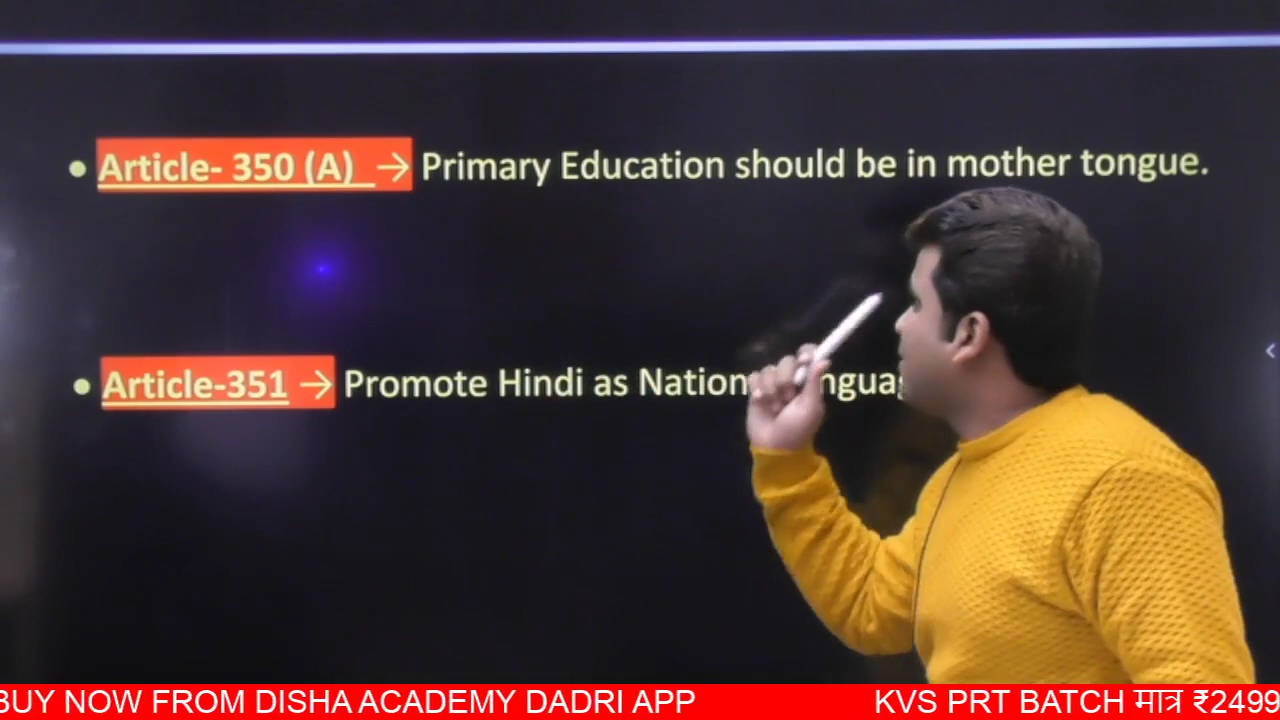 • Article- 350 (A) → Primary Education should be in mother tongue.
• Article-351 → Promote Hindi as
BUY NOW FROM DISHA ACADEMY DADRI APP KVS PRT BATCH मात्र ₹2499